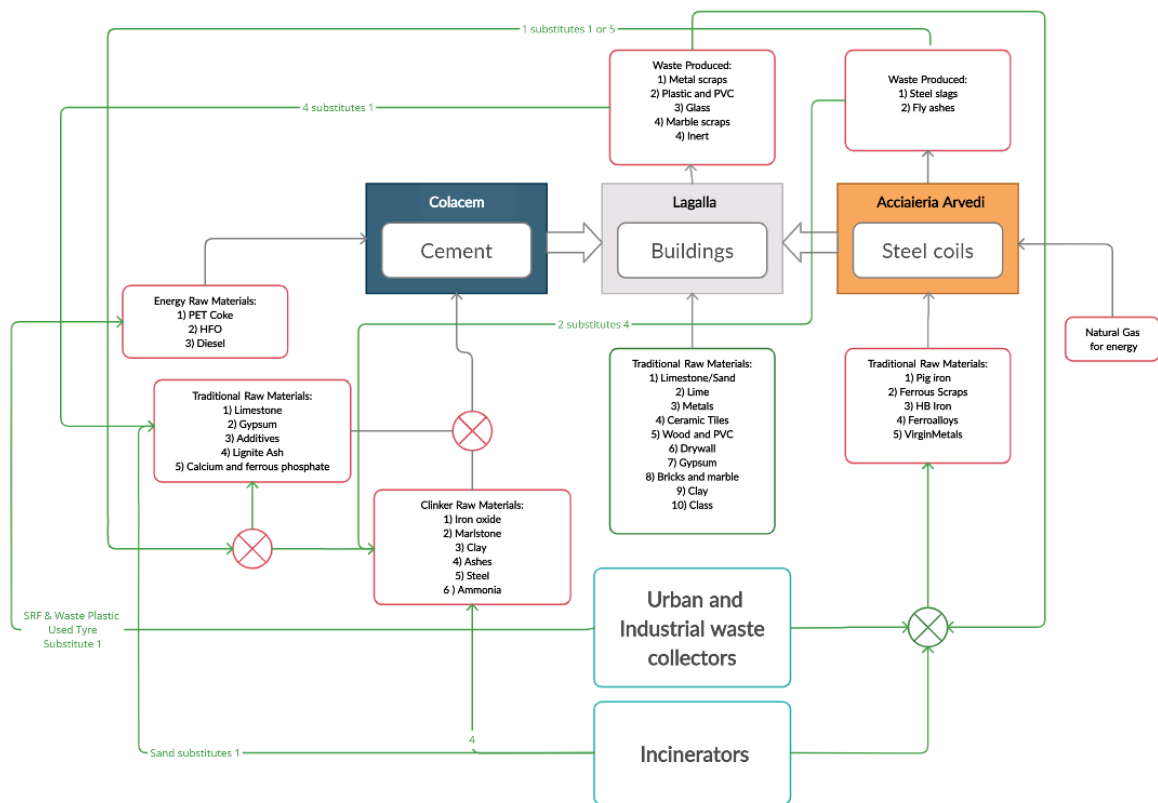 1 substitutes 1 or 5
Waste Produced:
1) Metal scraps
2) Plastic and PVC
3) Glass
4) Marble scraps
4) Inert
Waste Produced:
1) Steel slags
2) Fly ashes
4 substitutes 1
Colacem
Cement
Lagalla
Buildings
Acciaieria Arvedi
Steel coils
Energy Raw Materials:
1) PET Coke
2) HFO
3) Diesel
2 substitutes 4
Natural Gas
for energy
Traditional Raw Materials:
1) Limestone
2) Gypsum
3) Additives
4) Lignite Ash
5) Calcium and ferrous phosphate
Traditional Raw Materials:
1) Limestone/Sand
2) Lime
3) Metals
4) Ceramic Tiles
5) Wood and PVC
6) Drywall
7) Gypsum
8) Bricks and marble
9) Clay
10) Class
Traditional Raw Materials:
1) Pig iron
2) Ferrous Scraps
3) HB Iron
4) Ferroalloys
5) VirginMetals
Clinker Raw Materials:
1) Iron oxide
2) Marlstone
3) Clay
4) Ashes
5) Steel
6 ) Ammonia
SRF & Waste Plastic
Used Tyre
Substitute 1
Urban and
Industrial waste
collectors
4
Sand substitutes 1
Incinerators